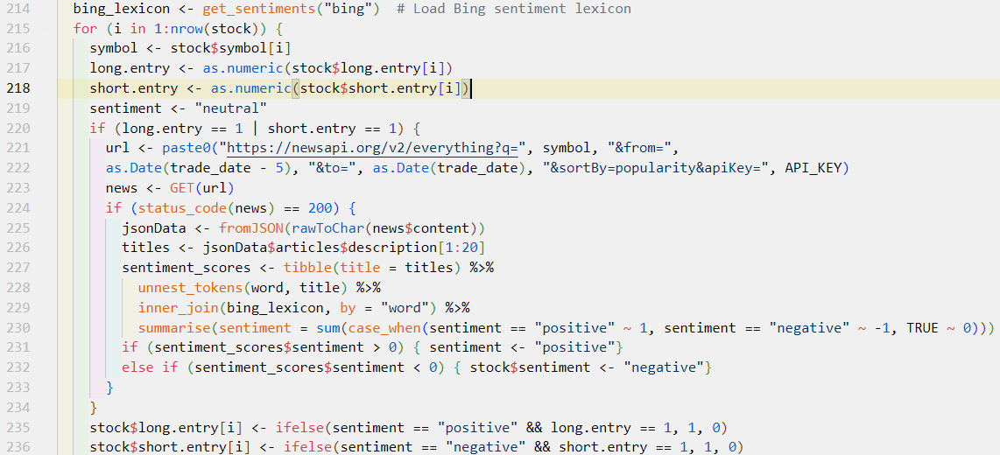 214 bing_lexicon <- get_sentiments("bing")  # Load Bing sentiment lexicon
215 for (i in 1:nrow(stock)) {
216 symbol <- stock$symbol[i]
217 long.entry <- as.numeric(stock$long.entry[i])
218 short.entry <- as.numeric(stock$short.entry[i])
219 sentiment <- "neutral"
220 if (long.entry == 1 | short.entry == 1) {
221 url <- paste0("https://newsapi.org/v2/everything?q=", symbol, "&from=",
222 as.Date(trade_date - 5), "&to=", as.Date(trade_date), "&sortBy=popularity&apiKey=", API_KEY)
223 news <- GET(url)
224 if (status_code(news) == 200) {
225 jsonData <- fromJSON(rawToChar(news$content))
226 titles <- jsonData$articles$description[1:20]
227 sentiment_scores <- tibble(title = titles) %>%
228 unnest_tokens(word, title) %>%
229 inner_join(bing_lexicon, by = "word") %>%
230 summarise(sentiment = sum(case_when(sentiment == "positive" ~ 1, sentiment == "negative" ~ -1, TRUE ~ 0)))
231 if (sentiment_scores$sentiment > 0) { sentiment <- "positive"}
232 else if (sentiment_scores$sentiment < 0) { stock$sentiment <- "negative"}
233 }
234 }
235 stock$long.entry[i] <- ifelse(sentiment == "positive" && long.entry == 1, 1, 0)
236 stock$short.entry[i] <- ifelse(sentiment == "negative" && short.entry == 1, 1, 0)